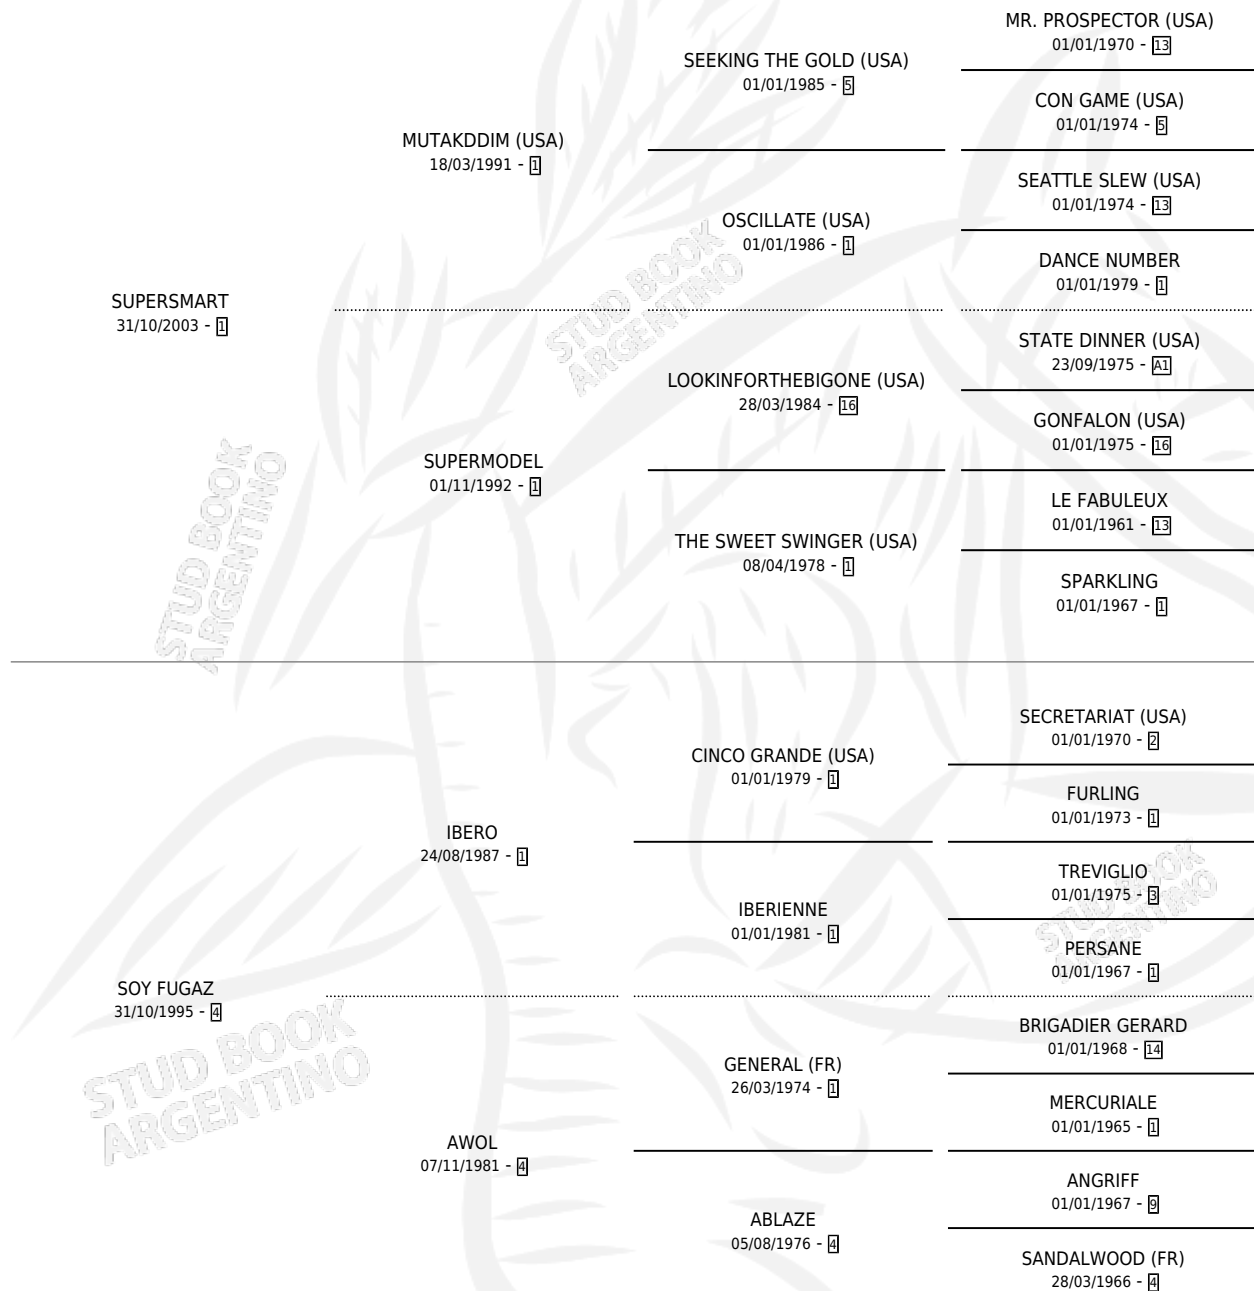 MR. PROSPECTOR (USA)
01/01/1970 - 13
SEEKING THE GOLD (USA)
01/01/1985 - 5
CON GAME (USA)
01/01/1974 - 5
MUTAKDDIM (USA)
18/03/1991 - 1
SEATTLE SLEW (USA)
01/01/1974 - 13
OSCILLATE (USA)
01/01/1986 - 1
DANCE NUMBER
01/01/1979 - 1
SUPERSMART
31/10/2003 - 1
STUD BOOK
ARGENTINO
STATE DINNER (USA)
23/09/1975 - A1
LOOKINFORTHEBIGONE (USA)
28/03/1984 - 16
GONFALON (USA)
01/01/1975 - 16
SUPERMODEL
01/11/1992 - 1
LE FABULEUX
01/01/1961 - 13
THE SWEET SWINGER (USA)
08/04/1978 - 1
SPARKLING
01/01/1967 - 1
STUD BOOK
ARGENTINO
SECRETARIAT (USA)
01/01/1970 - 2
CINCO GRANDE (USA)
01/01/1979 - 1
FURLING
01/01/1973 - 1
IBERO
24/08/1987 - 1
TREVIGLIO
01/01/1975 - 3
IBERIENNE
01/01/1981 - 1
PERSANE
01/01/1967 - 1
STUD BOOK
ARGENTINO
SOY FUGAZ
31/10/1995 - 4
STUD BOOK
ARGENTINO
BRIGADIER GERARD
01/01/1968 - 14
GENERAL (FR)
26/03/1974 - 1
MERCURIALE
01/01/1965 - 1
AWOL
07/11/1981 - 4
ANGRIFF
01/01/1967 - 9
ABLAZE
05/08/1976 - 4
SANDALWOOD (FR)
28/03/1966 - 4